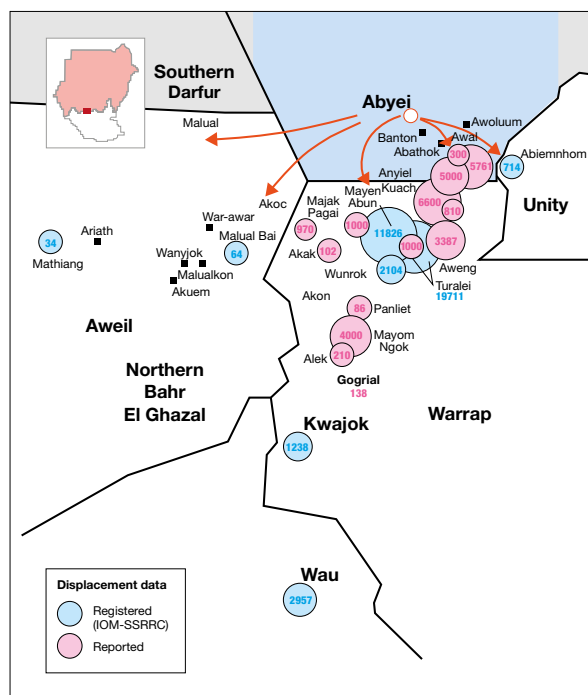 Southern
Darfur
Malual
Abyei
Awoluum
Banton
Awal
Abathok
300
5761
Abiemnhom
714
Anyiel
Kuach
5000
Unity
Mayen
Abun
6600
810
Akoc
Majak
Pagai
970
1000
11826
1000
3387
War-awar
Malual Bai
64
Ariath
34
Mathiang
Wanyjok
Malualkon
Akuem
Akak
102
Wunrok
2104
Aweng
Turalei
19711
Akon
86
Panliet
Aweil
4000
Mayom
Ngok
Alek
210
Northern
Bahr
El Ghazal
Gogrial
138
Kwajok
Warrap
1238
Wau
2957
Displacement data
Registered
(IOM-SSRRC)
Reported